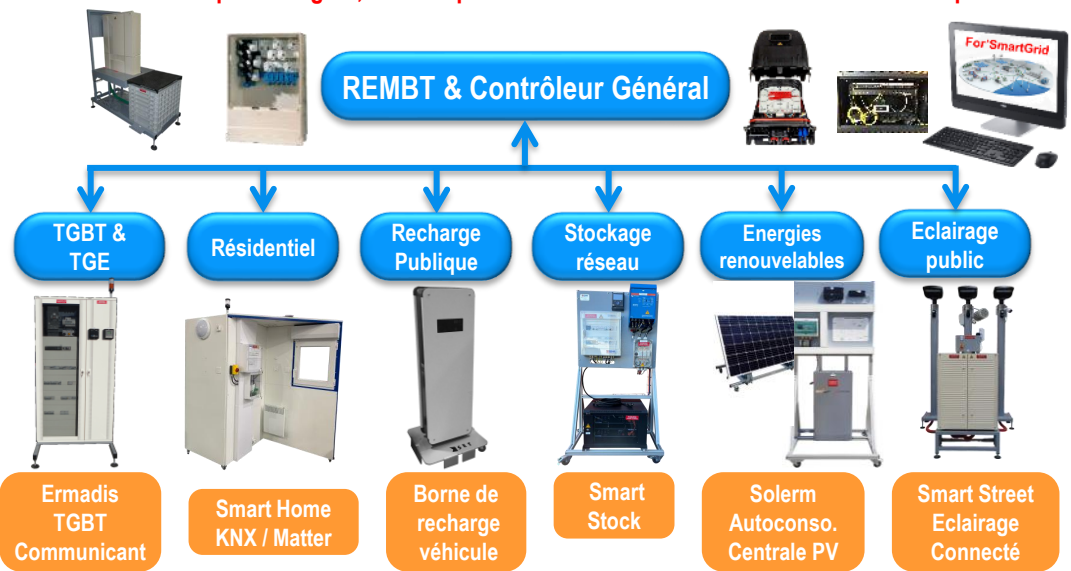 For'SmartGrid
REMBT & Contrôleur Général
TGBT &
TGE
Résidentiel
Recharge
Publique
Stockage
réseau
Energies
renouvelables
Eclairage
public
Ermadis
TGBT
Communicant
Smart Home
KNX / Matter
Borne de
recharge
véhicule
Smart
Stock
Solerm
Autoconso.
Centrale PV
Smart Street
Eclairage
Connecté